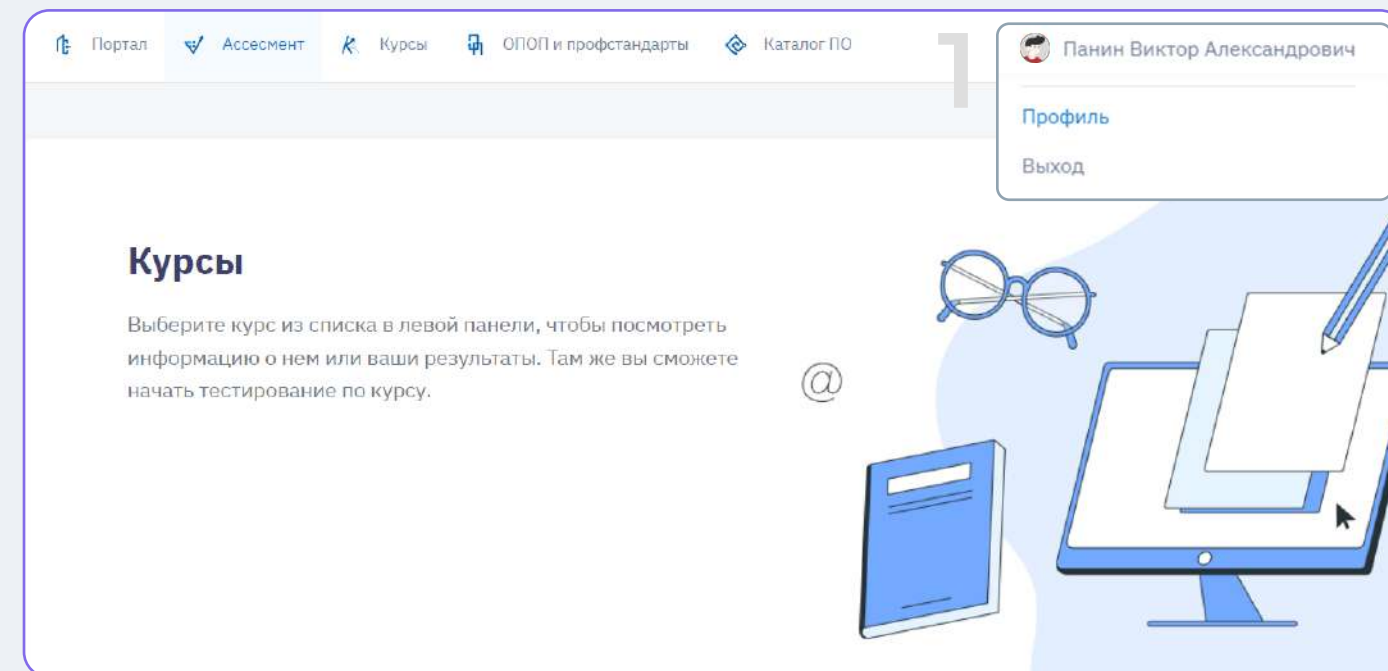 Портал Ассесмент Курсы ОПОП и профстандарты Каталог ПО
1
Панин Виктор Александрович
Профиль
Выход
Курсы
Выберите курс из списка в левой панели, чтобы посмотреть
информацию о нем или ваши результаты. Там же вы сможете
начать тестирование по курсу.
@